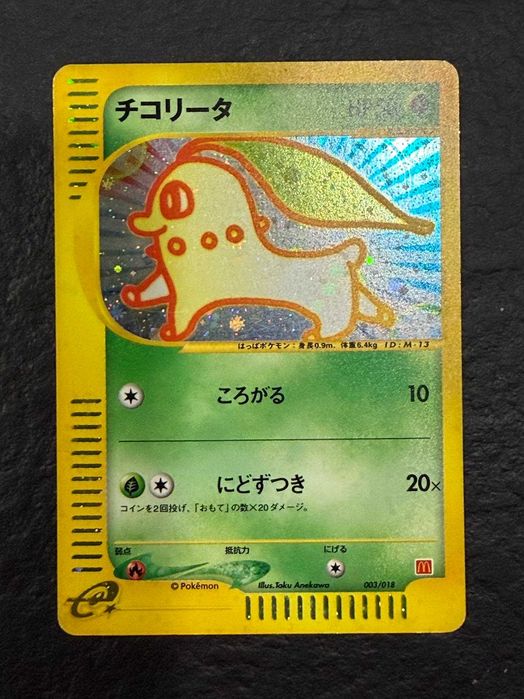 チコリータ
はっぱポケモン：身長0.9m、体重6.4kg ID:M-13
ころがる 10
にどずつき 20×
コインを2回投げ、「おもて」の数×20ダメージ。
弱点 抵抗力 にげる
©Pokémon Illus.Taku Anekawa 003/018